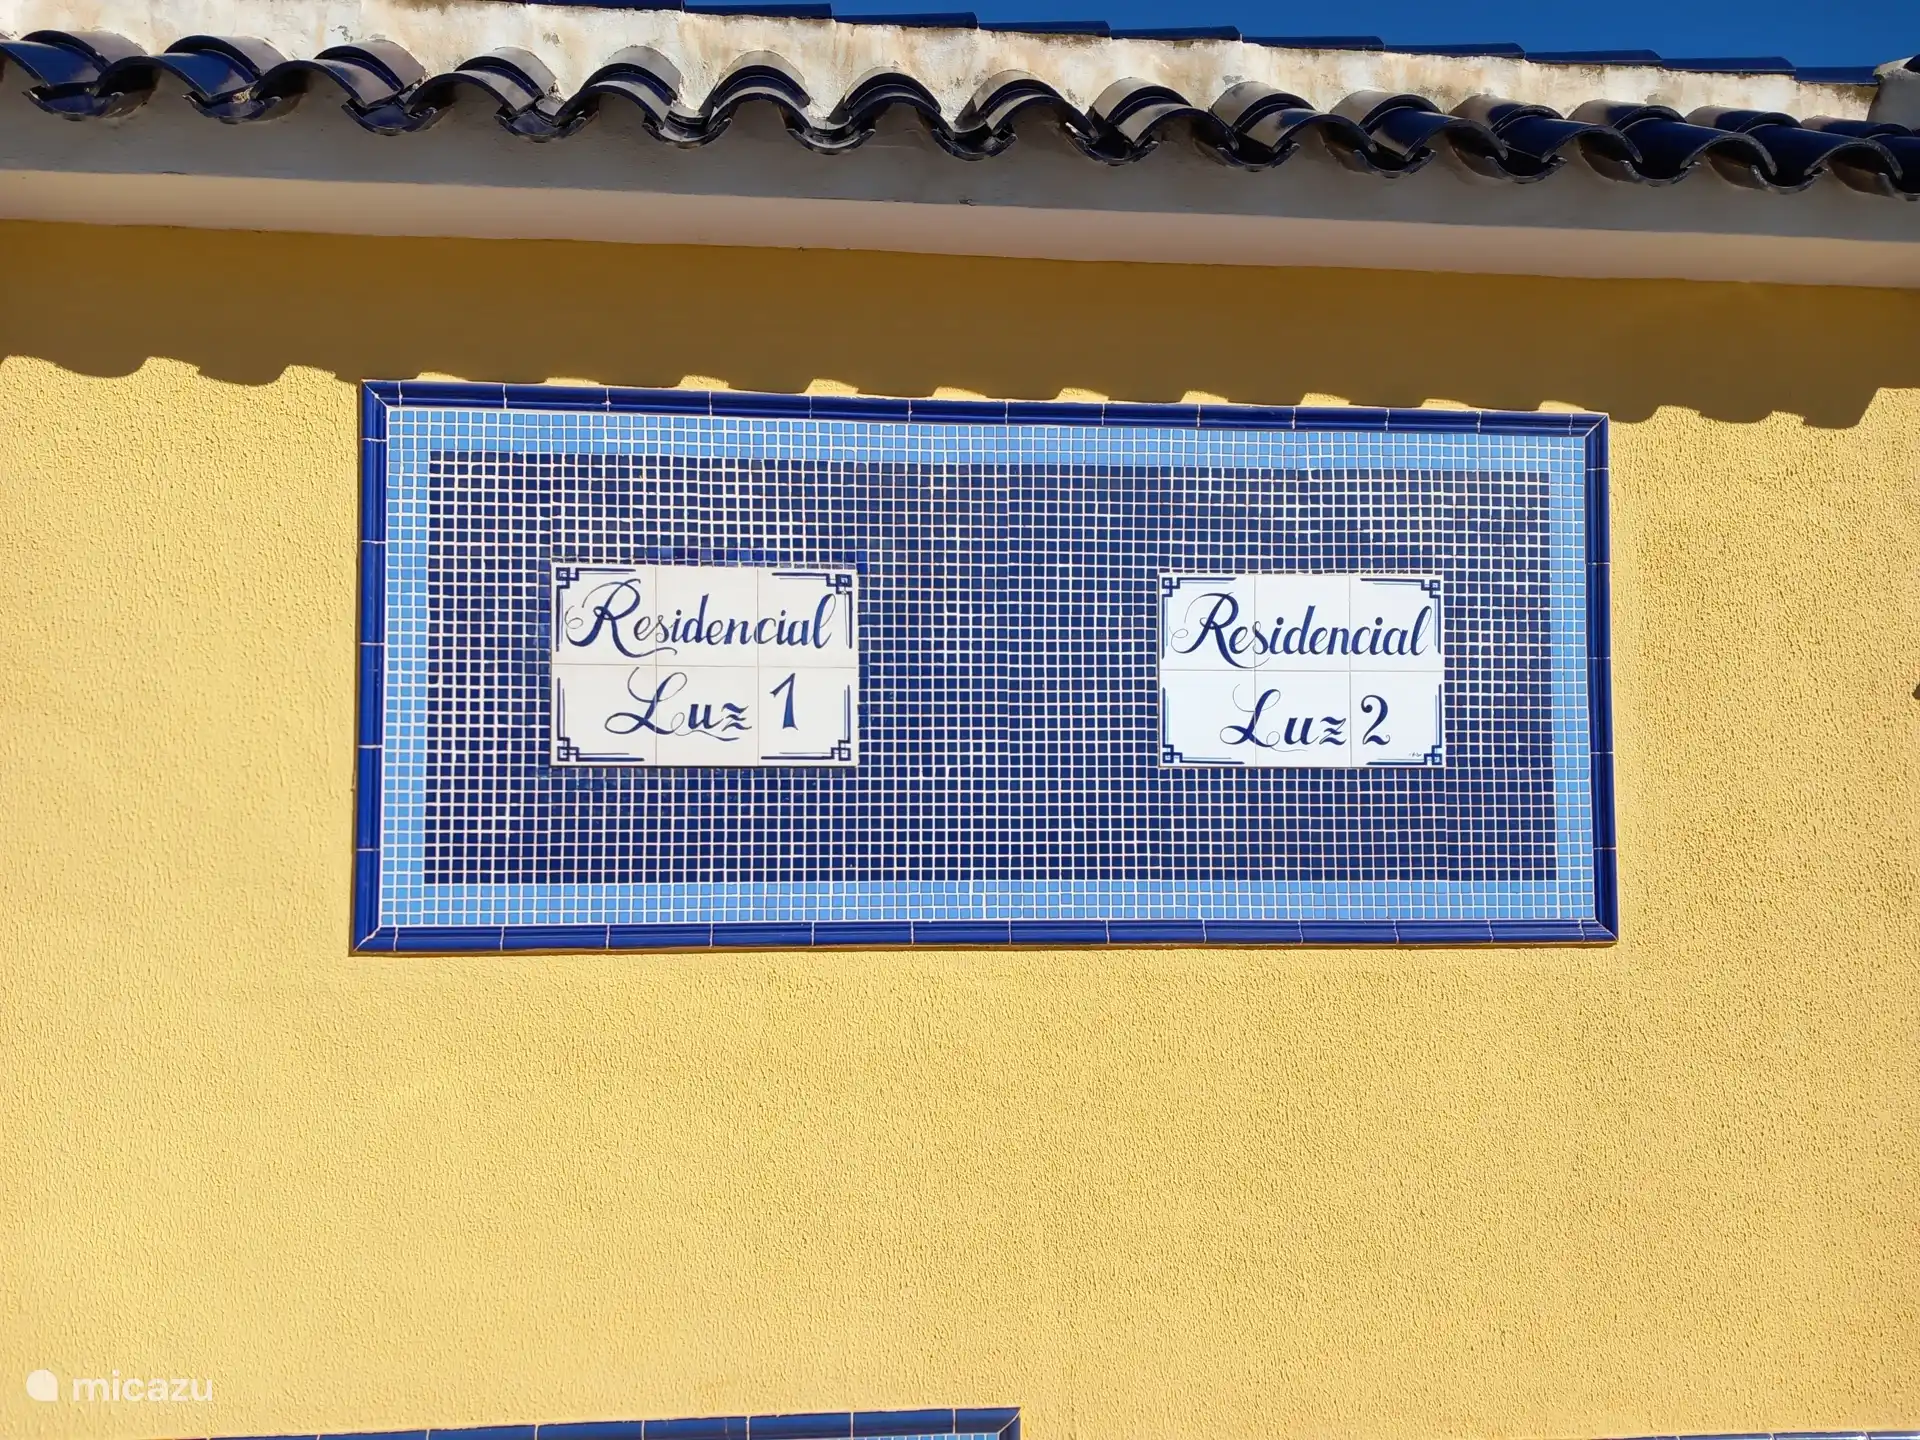 Residencial
Luz 1
Residencial
Luz 2
micazu